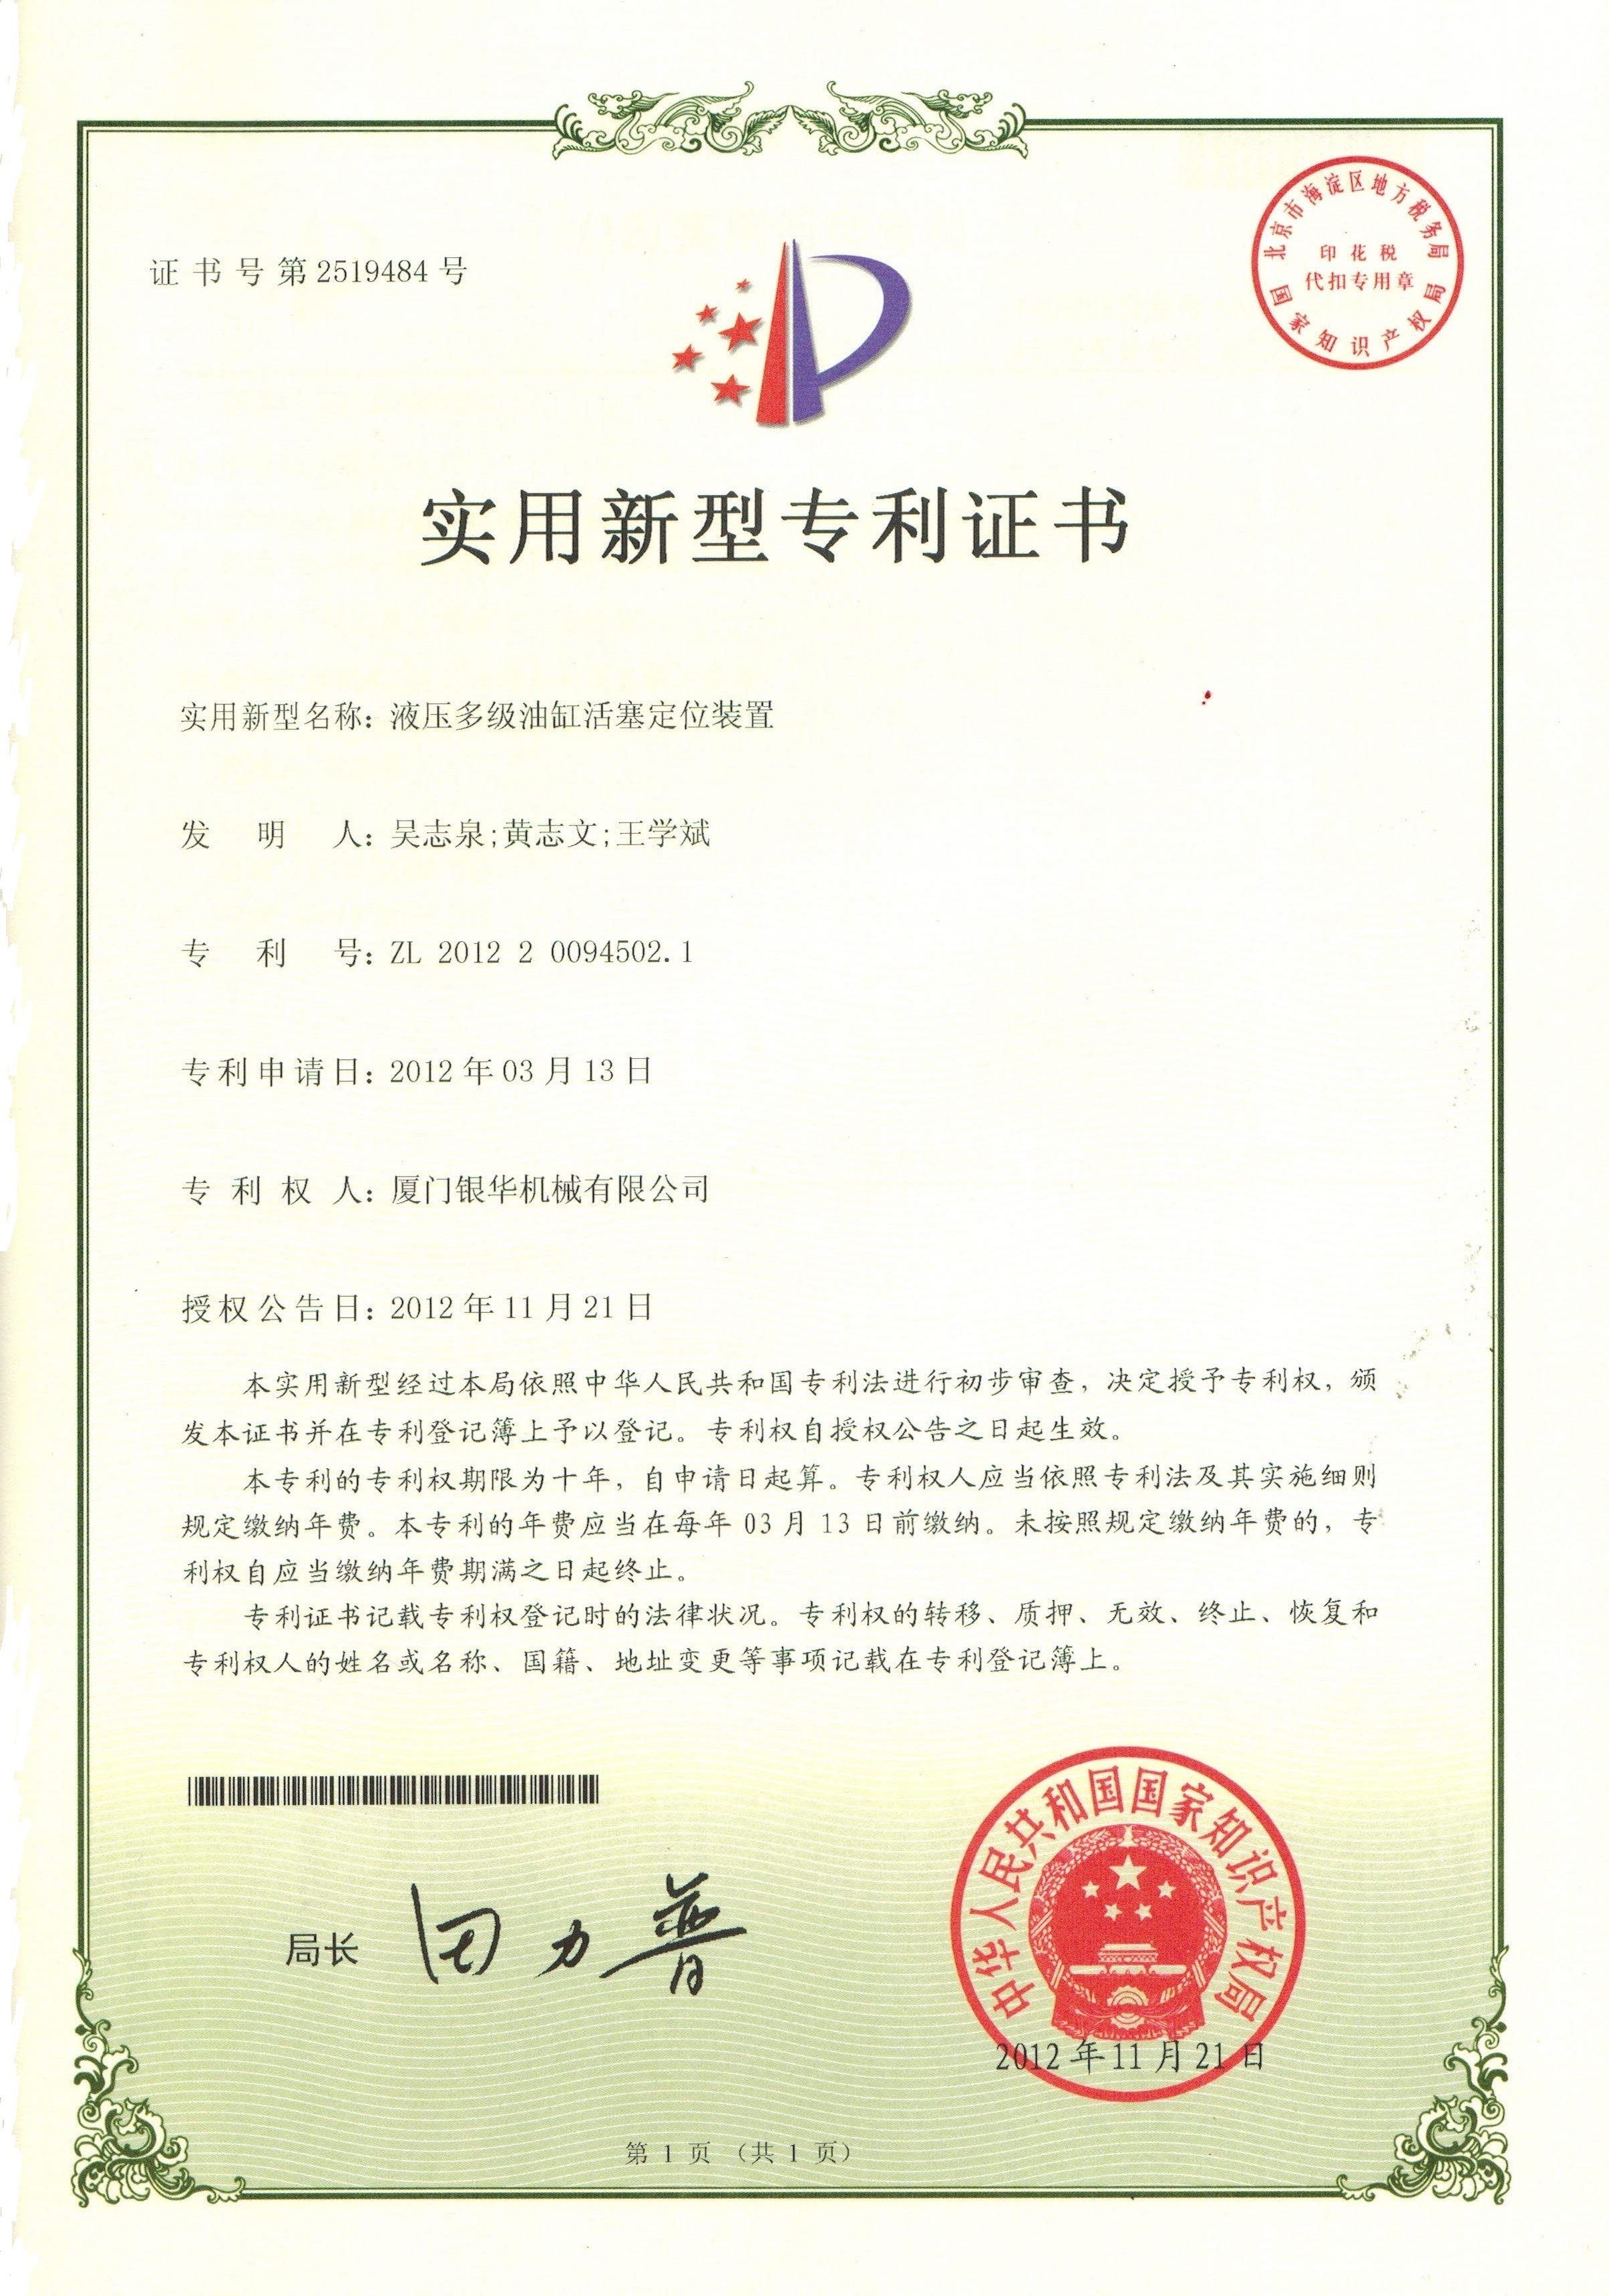 证书号第2519484号
北京市海淀区地方税务局
印花税
代扣专用章
国家知识产权局
实用新型专利证书
实用新型名称：液压多级油缸活塞定位装置
发明人：吴志泉;黄志文;王学斌
专利号：ZL 2012 2 0094502.1
专利申请日：2012年03月13日
专利权人：厦门银华机械有限公司
授权公告日：2012年11月21日
本实用新型经过本局依照中华人民共和国专利法进行初步审查，决定授予专利权，颁
发本证书并在专利登记簿上予以登记。专利权自授权公告之日起生效。
本专利的专利权期限为十年，自申请日起算。专利权人应当依照专利法及其实施细则
规定缴纳年费。本专利的年费应当在每年03月13日前缴纳。未按照规定缴纳年费的，专
利权自应当缴纳年费期满之日起终止。
专利证书记载专利权登记时的法律状况。专利权的转移、质押、无效、终止、恢复和
专利权人的姓名或名称、国籍、地址变更等事项记载在专利登记簿上。
局长 田力普
中华人民共和国国家知识产权局
2012年11月21日
第1页（共1页）